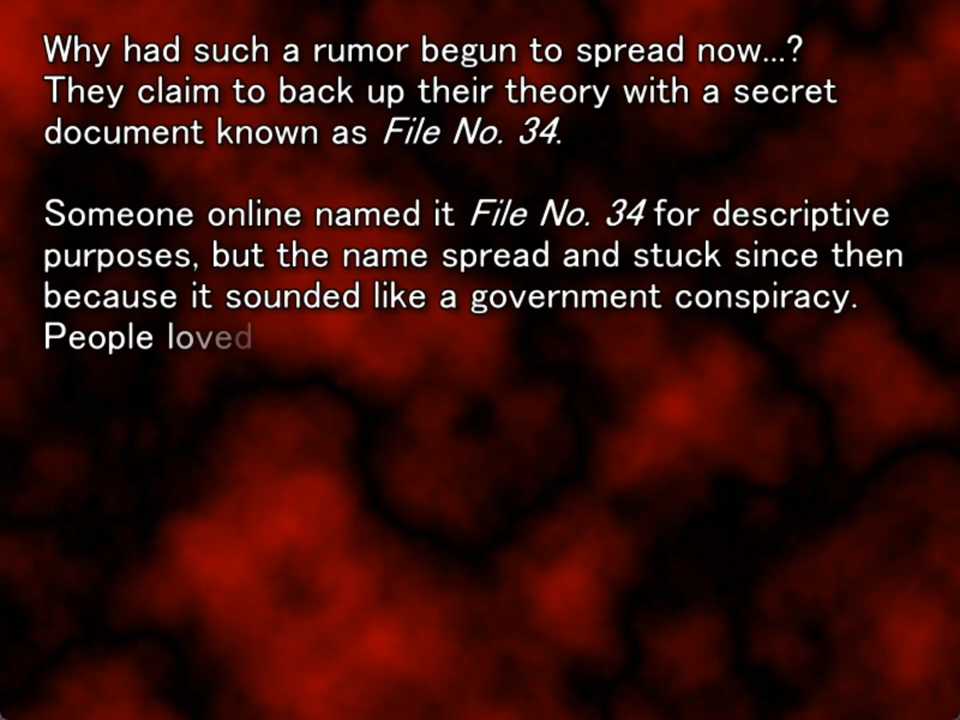 Why had such a rumor begun to spread now...?
They claim to back up their theory with a secret
document known as File No. 34.
Someone online named it File No. 34 for descriptive
purposes, but the name spread and stuck since then
because it sounded like a government conspiracy.
People loved